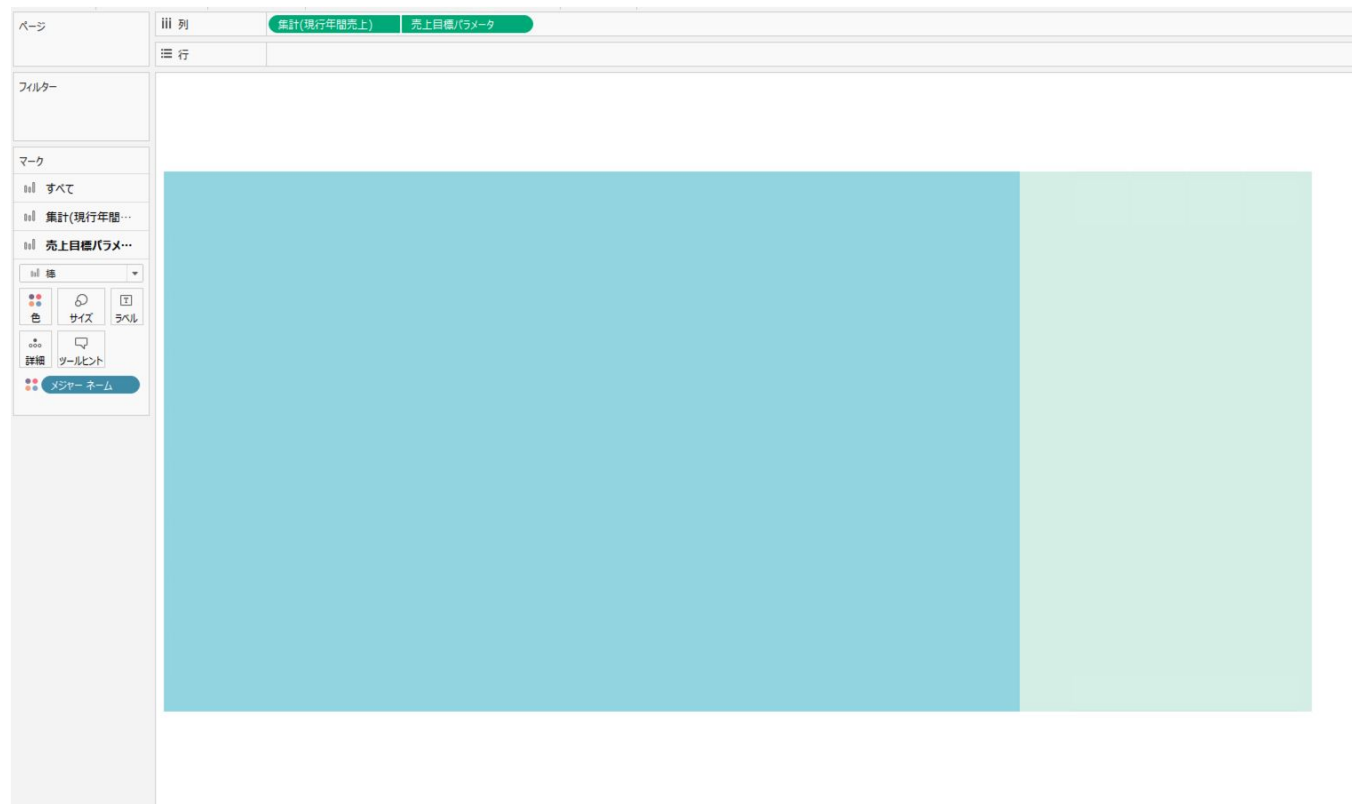 ページ
列
集計(現行年間売上)
売上目標パラメータ
行
フィルター
マーク
すべて
集計(現行年間…
売上目標パラメ…
棒
色
サイズ
T
ラベル
詳細
ツールヒント
メジャー ネーム